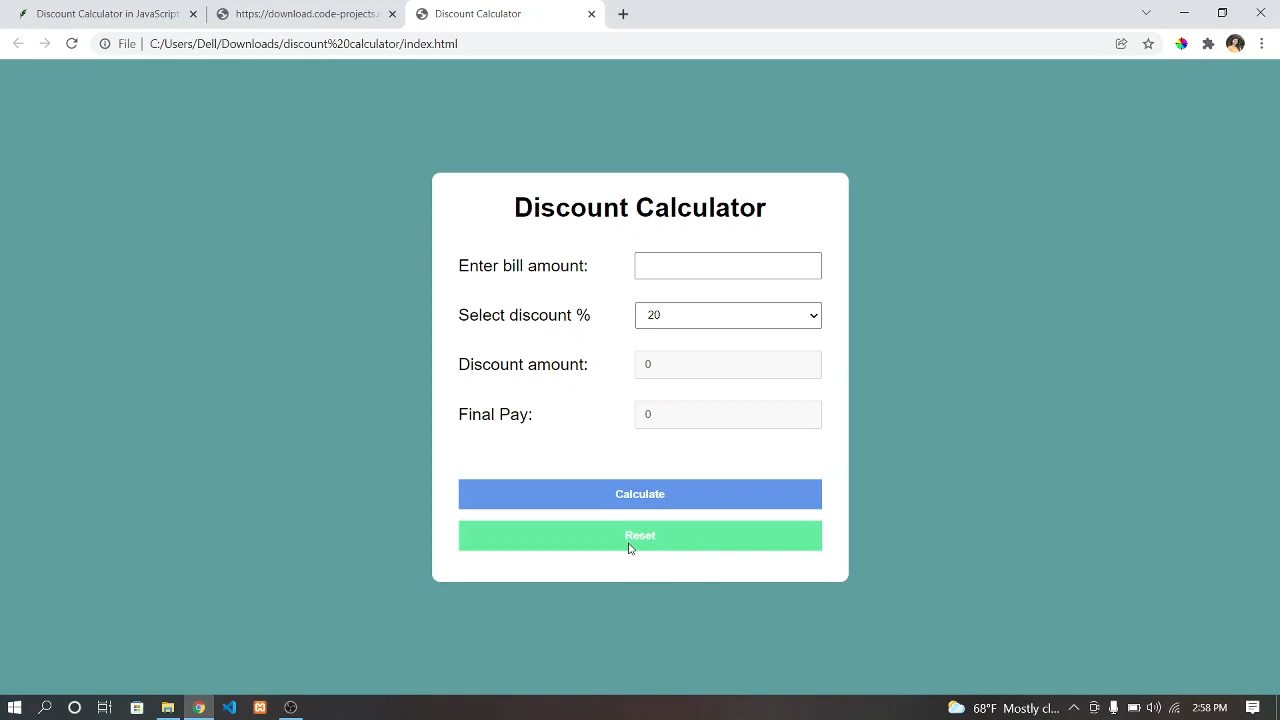 Discount Calculator in JavaScript
https://download.code-projects.
Discount Calculator
File
C:/Users/Dell/Downloads/discount%20calculator/index.html
Discount Calculator
Enter bill amount:
Select discount % 20
Discount amount: 0
Final Pay: 0
Calculate
Reset
68°F Mostly cl... 2:58 PM